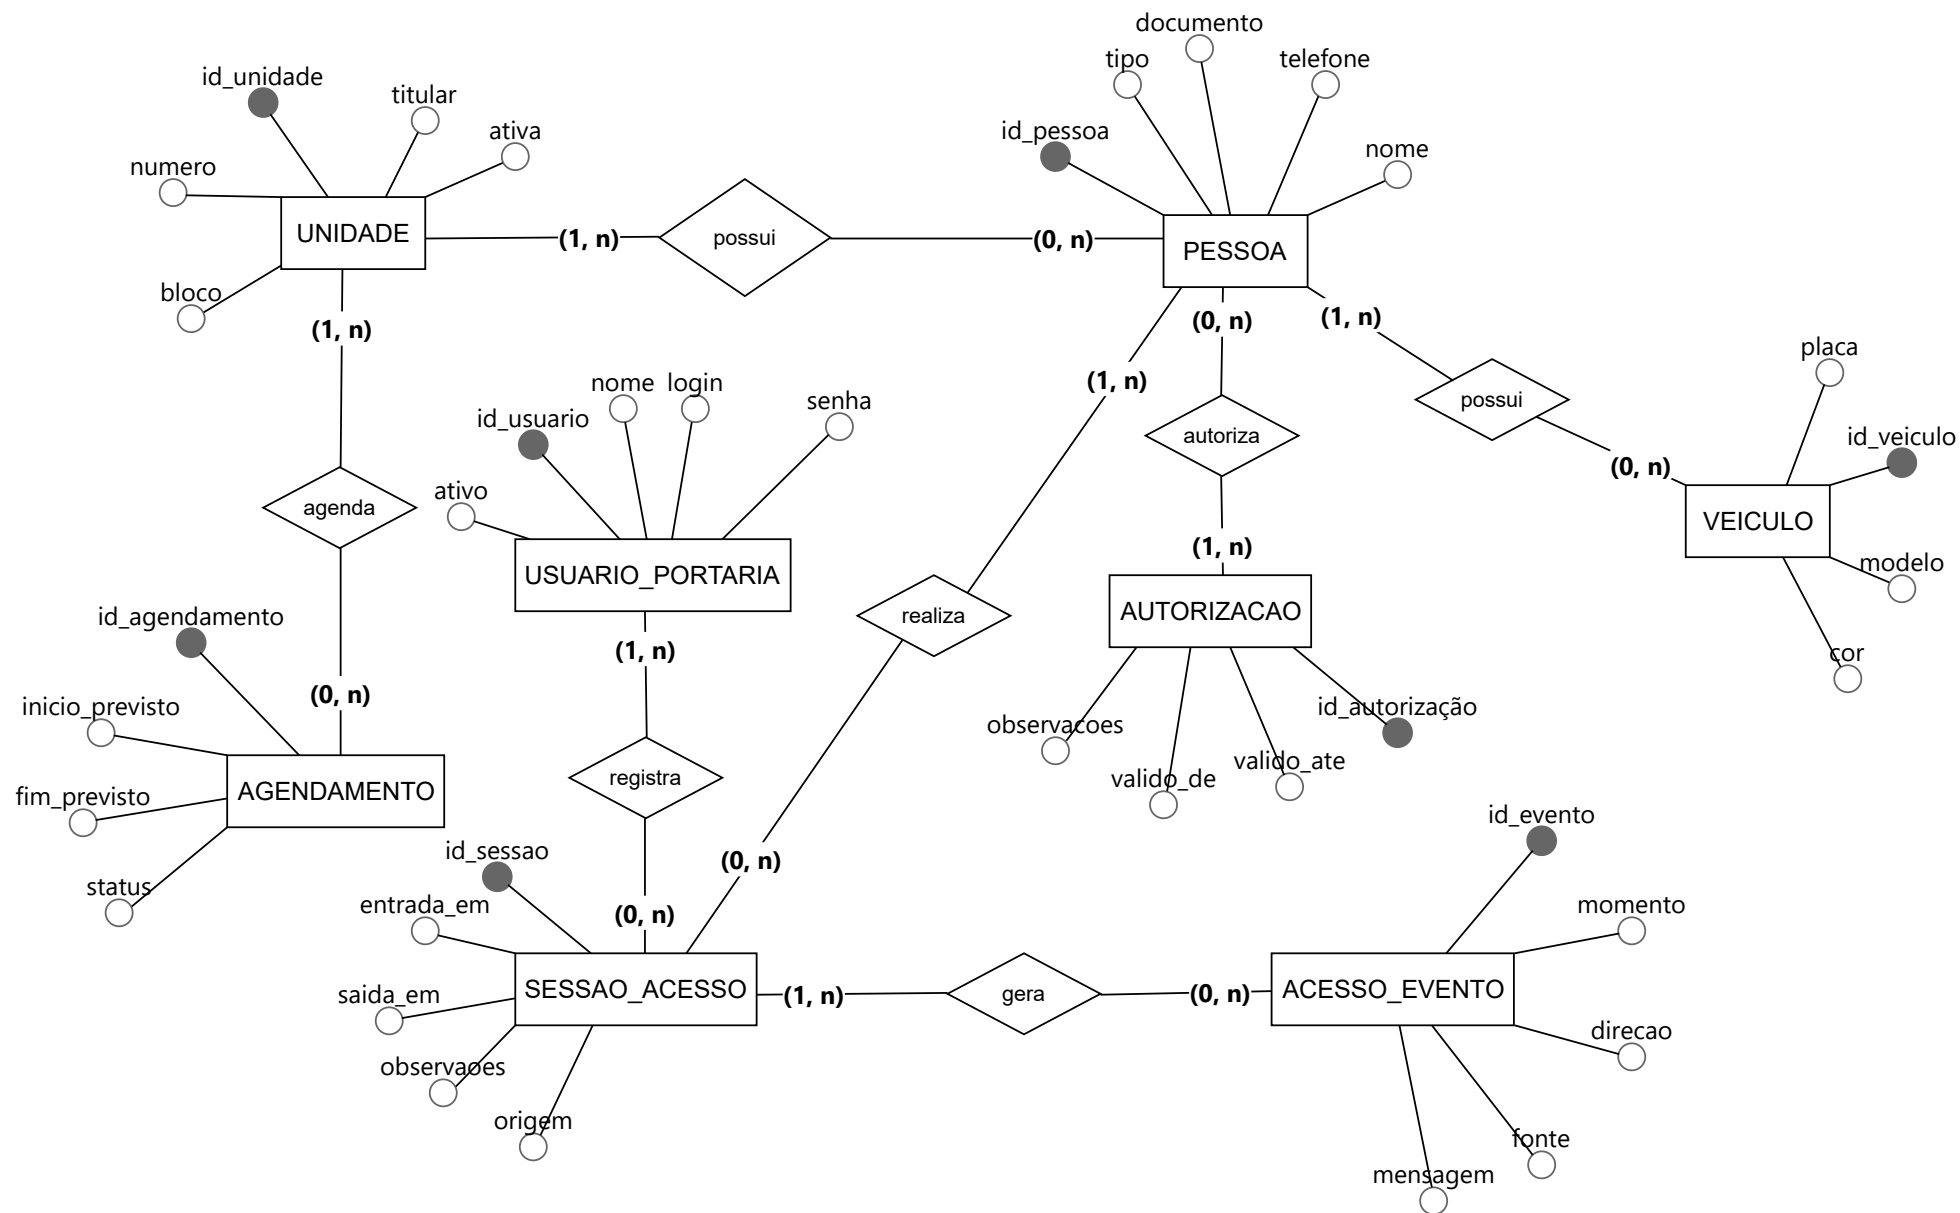 documento
tipo
telefone
id_unidade
titular
ativa
id_pessoa
nome
numero
UNIDADE
(1, n)
possui
(0, n)
PESSOA
bloco
(1, n)
(0, n)
(1, n)
placa
nome
login
(1, n)
senha
possui
id_usuario
autoriza
id_veiculo
(0, n)
ativo
agenda
VEICULO
(1, n)
USUARIO_PORTARIA
modelo
id_agendamento
realiza
AUTORIZACAO
(1, n)
cor
(0, n)
inicio_previsto
id_autorização
observacoes
valido_ate
valido_de
registra
AGENDAMENTO
fim_previsto
id_evento
id_sessao
(0, n)
status
entrada_em
(0, n)
momento
SESSAO_ACESSO
(1, n)
gera
(0, n)
ACESSO_EVENTO
saida_em
direcao
observaoes
origem
fonte
mensagem